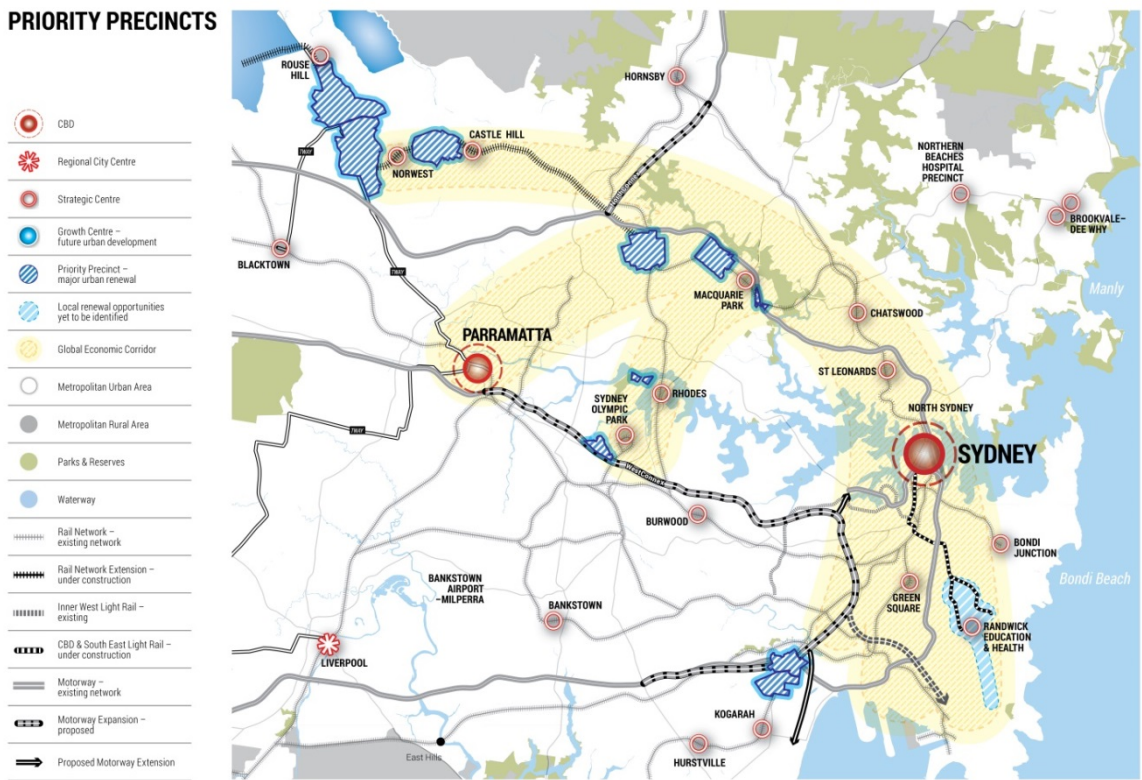 PRIORITY PRECINCTS
CBD
Regional City Centre
Strategic Centre
Growth Centre –
future urban development
Priority Precinct –
major urban renewal
Local renewal opportunities
yet to be identified
Global Economic Corridor
Metropolitan Urban Area
Metropolitan Rural Area
Parks & Reserves
Waterway
Rail Network –
existing network
Rail Network Extension –
under construction
Inner West Light Rail –
existing
CBD & South East Light Rail –
under construction
Motorway –
existing network
Motorway Expansion –
proposed
Proposed Motorway Extension
ROUSE
HILL
HORNSBY
CASTLE HILL
NORWEST
TWAY
NORTHERN
BEACHES
HOSPITAL
PRECINCT
BROOKVALE–
DEE WHY
BLACKTOWN
TWAY
MACQUARIE
PARK
Manly
CHATSWOOD
PARRAMATTA
ST LEONARDS
RHODES
SYDNEY
OLYMPIC
PARK
NORTH SYDNEY
SYDNEY
TWAY
WestConnex
BURWOOD
BONDI
JUNCTION
Bondi Beach
BANKSTOWN
AIRPORT
–MILPERRA
BANKSTOWN
GREEN
SQUARE
RANDWICK
EDUCATION
& HEALTH
LIVERPOOL
KOGARAH
East Hills
HURSTVILLE